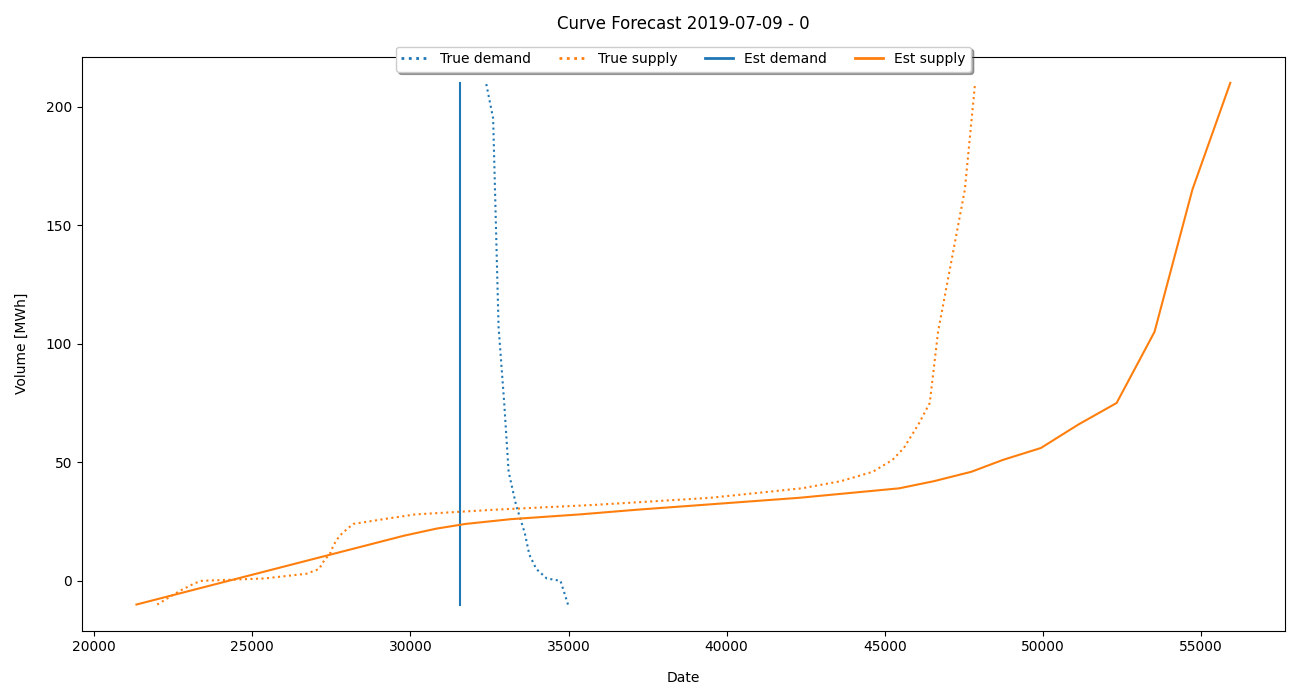 Curve Forecast 2019-07-09 - 0
True demand True supply Est demand Est supply
200
150
100
50
0
Volume [MWh]
20000 25000 30000 35000 40000 45000 50000 55000
Date